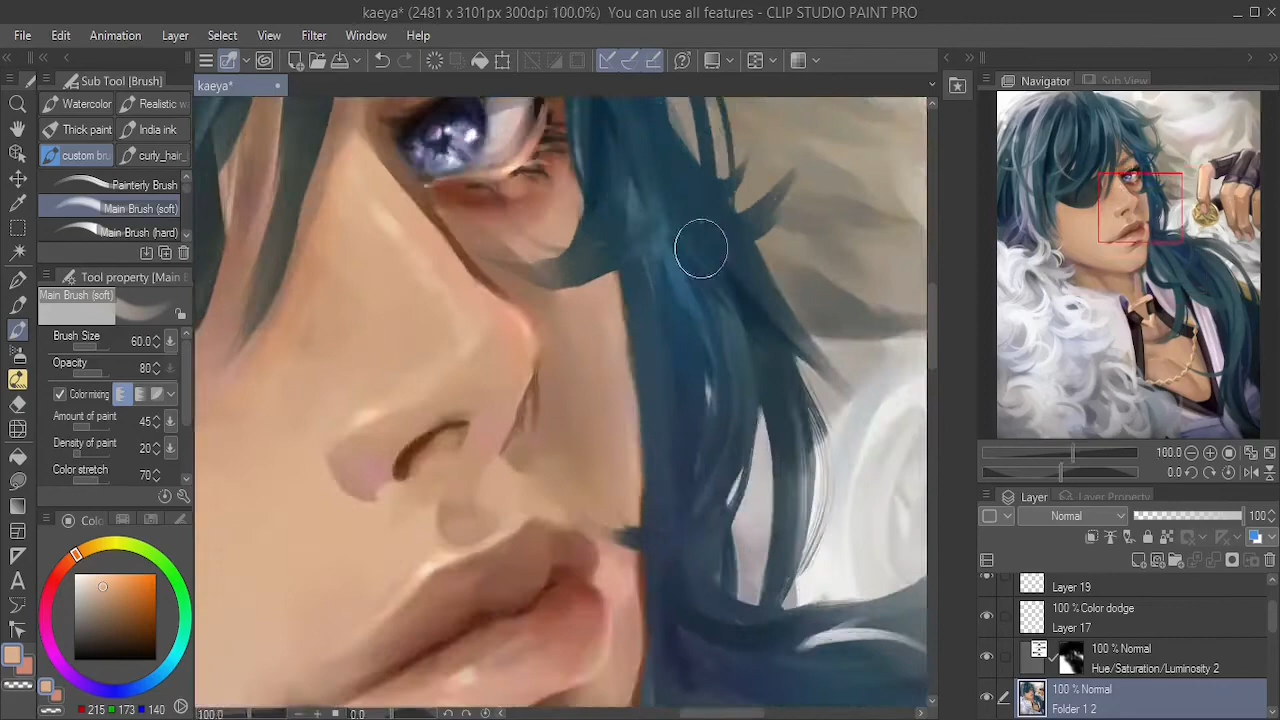 kaeya* (2481 x 3101px 300dpi 100.0%)  You can use all features - CLIP STUDIO PAINT PRO
File Edit Animation Layer Select View Filter Window Help
Sub Tool [Brush]
kaeya*
Navigator Sub View
Watercolor Realistic w
Thick paint India ink
custom bru curly_hair_
Painterly Brush
Main Brush (soft)
Main Brush (hard)
Tool property [Main
Main Brush (soft)
Brush Size 60.0
Opacity 80
Color mixing
Amount of paint 45
Density of paint 20
Color stretch 70
Colo
215 173 140
100.0 0.0
100.0
0.0
Layer Layer Property
Normal 100
Layer 19
100 % Color dodge
Layer 17
100 % Normal
Hue/Saturation/Luminosity 2
100 % Normal
Folder 1 2